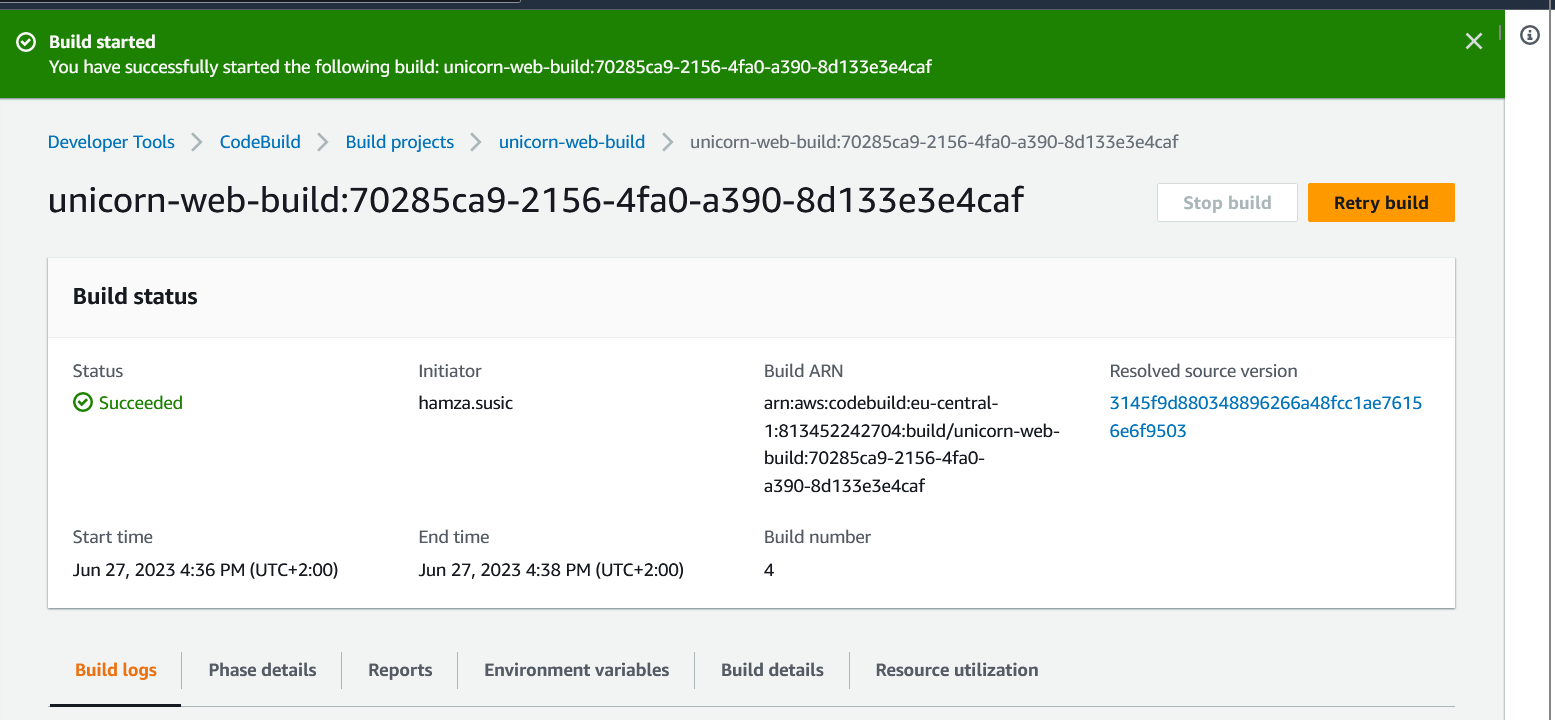 Build started
You have successfully started the following build: unicorn-web-build:70285ca9-2156-4fa0-a390-8d133e3e4caf
Developer Tools
CodeBuild
Build projects
unicorn-web-build
unicorn-web-build:70285ca9-2156-4fa0-a390-8d133e3e4caf
unicorn-web-build:70285ca9-2156-4fa0-a390-8d133e3e4caf
Stop build
Retry build
Build status
Status
Succeeded
Initiator
hamza.susic
Build ARN
arn:aws:codebuild:eu-central-
1:813452242704:build/unicorn-web-
build:70285ca9-2156-4fa0-
a390-8d133e3e4caf
Resolved source version
3145f9d880348896266a48fcc1ae7615
6e6f9503
Start time
Jun 27, 2023 4:36 PM (UTC+2:00)
End time
Jun 27, 2023 4:38 PM (UTC+2:00)
Build number
4
Build logs
Phase details
Reports
Environment variables
Build details
Resource utilization